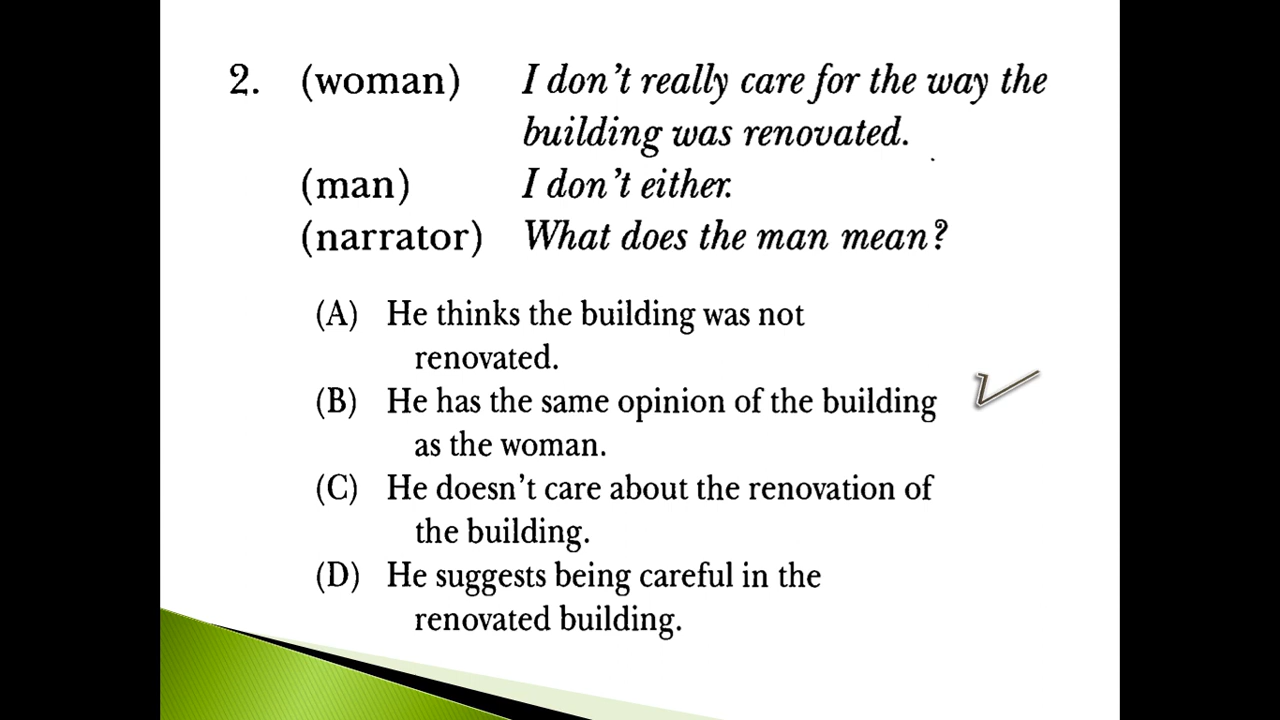 2. (woman) I don't really care for the way the
building was renovated.
(man) I don't either.
(narrator) What does the man mean?
(A) He thinks the building was not
renovated.
(B) He has the same opinion of the building
as the woman.
(C) He doesn't care about the renovation of
the building.
(D) He suggests being careful in the
renovated building.